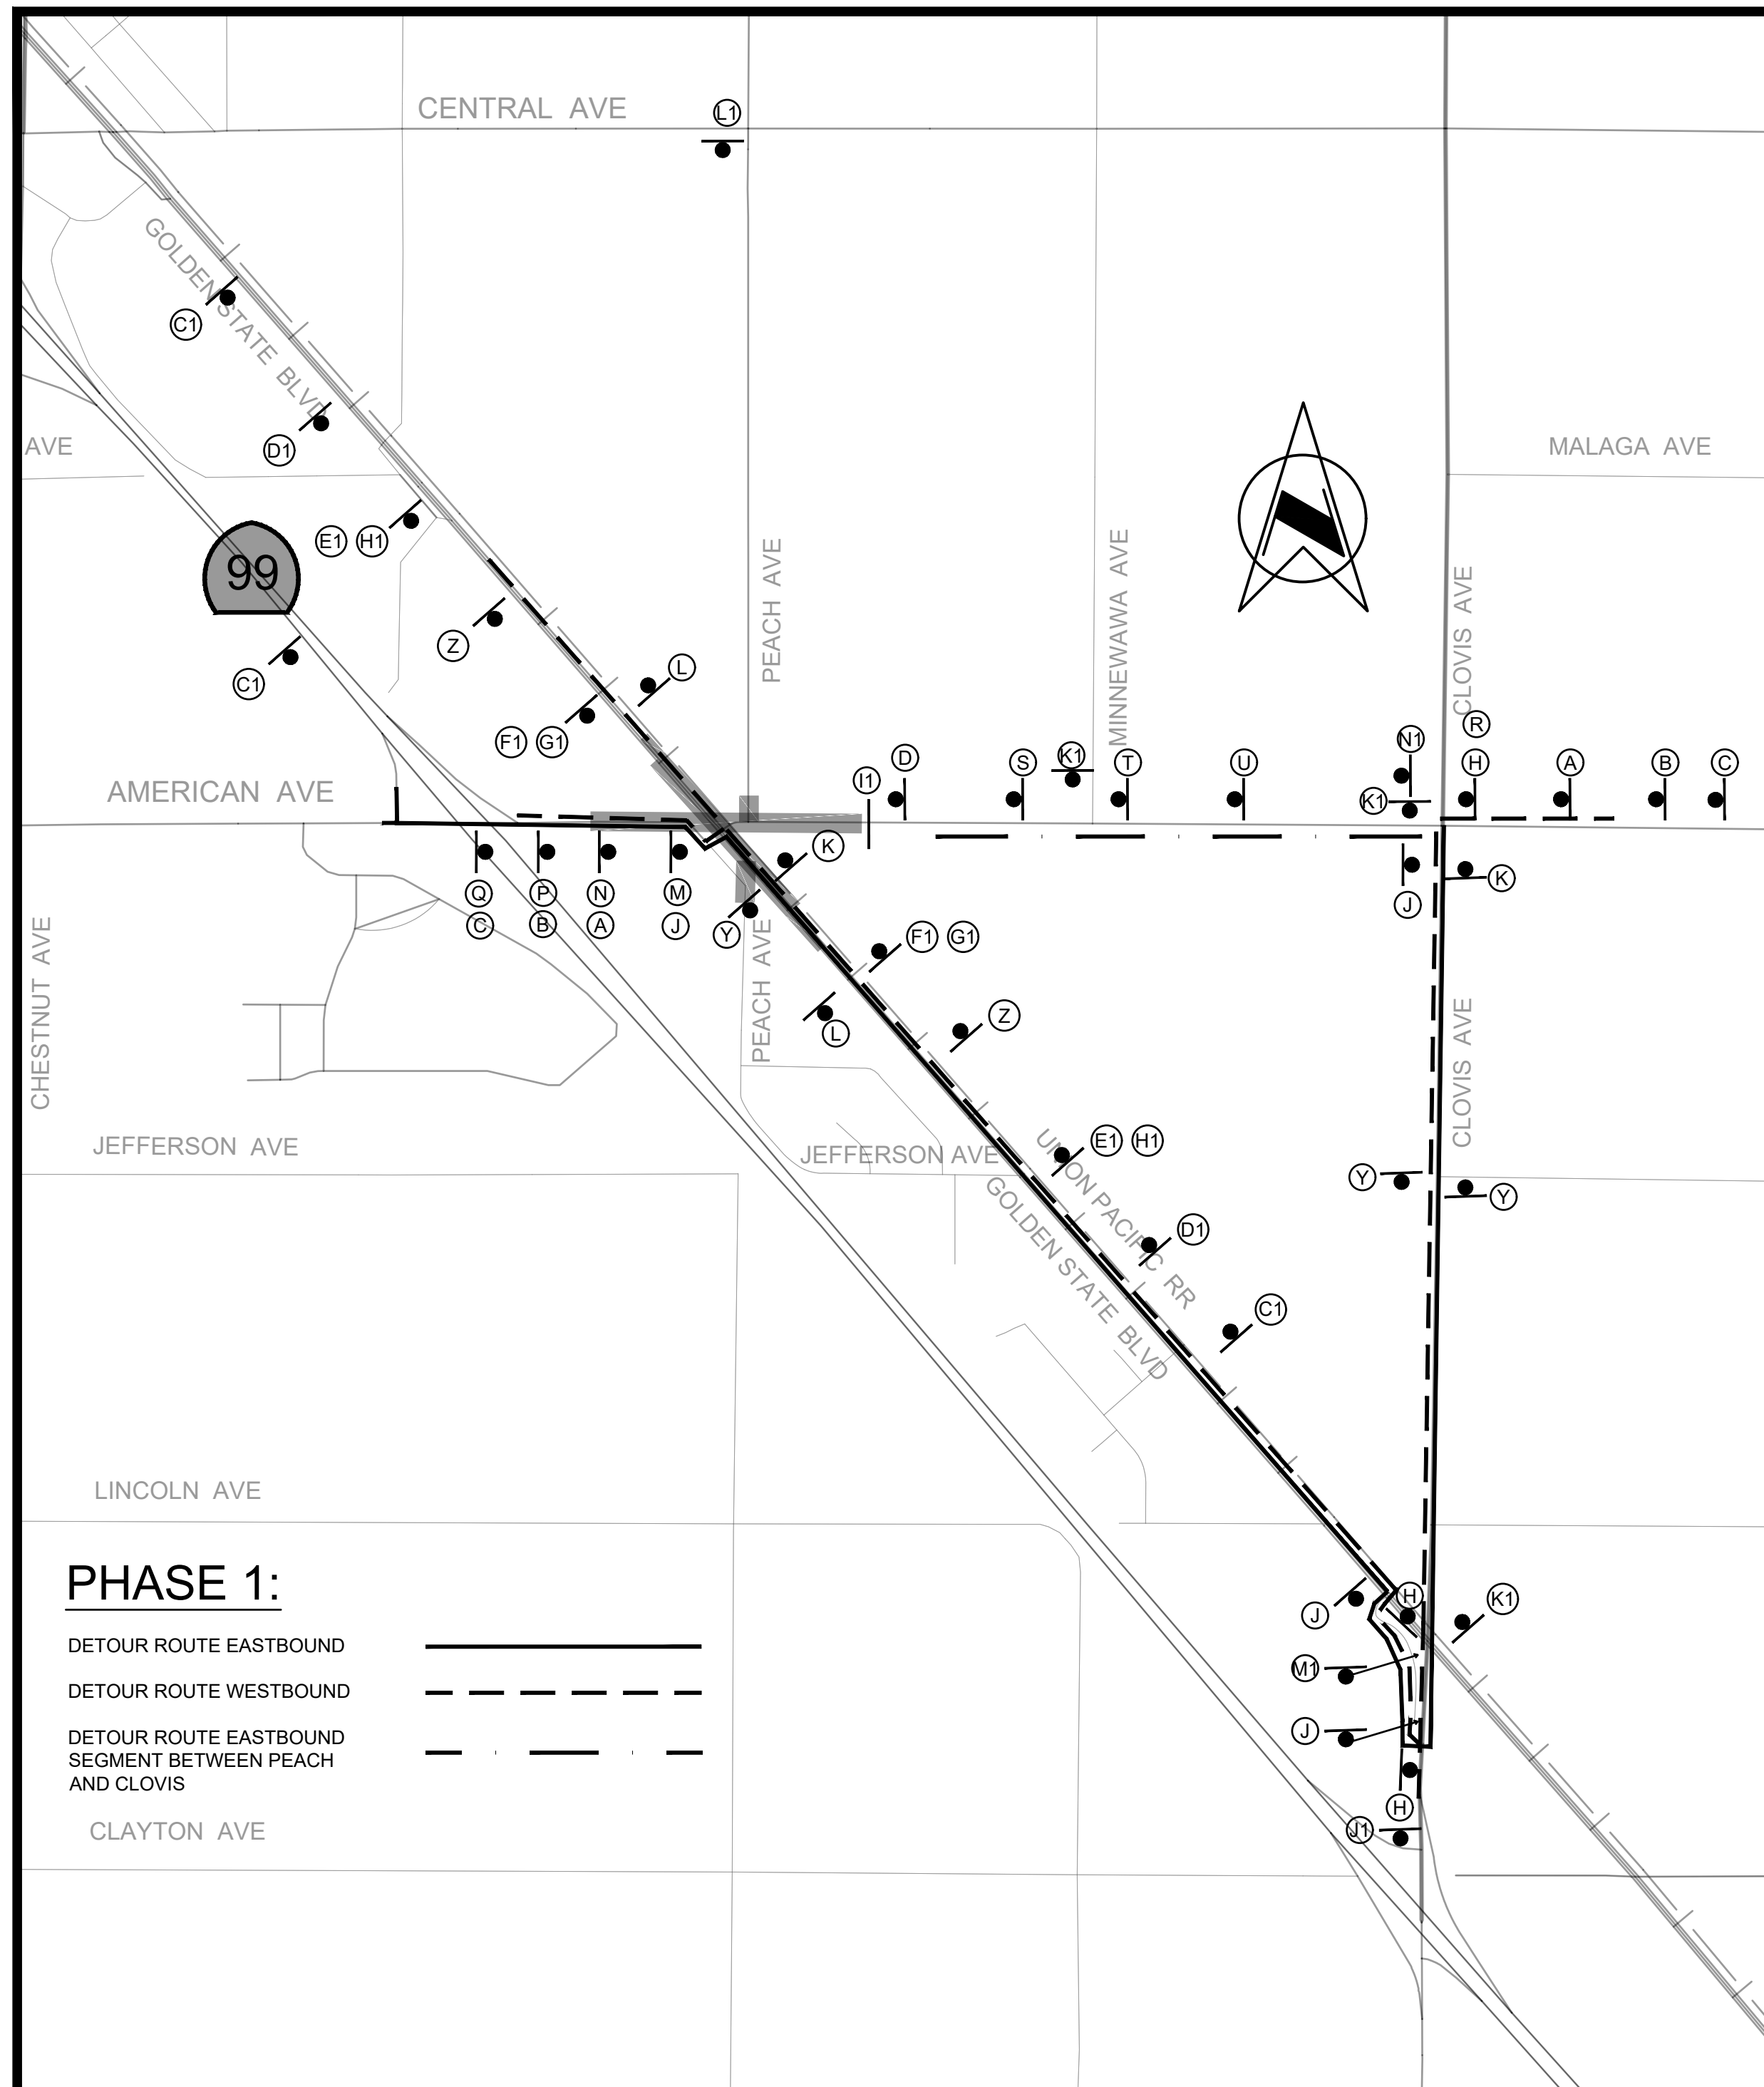 CENTRAL AVE
L1
GOLDEN STATE BLVD
C1
D1
AVE
MALAGA AVE
E1 H1
99
PEACH AVE
MINNEWAWA AVE
CLOVIS AVE
Z
C1
L
F1 G1
R
N1
D
S
K1
T
U
H
A
B
C
I1
K1
AMERICAN AVE
K
K
Q
P
N
M
C
B
A
J
J
Y
F1 G1
CHESTNUT AVE
PEACH AVE
CLOVIS AVE
Z
L
JEFFERSON AVE
JEFFERSON AVE
E1 H1
UNION PACIFIC RR
Y
Y
GOLDEN STATE BLVD
D1
C1
LINCOLN AVE
PHASE 1:
H
K1
J
DETOUR ROUTE EASTBOUND
M1
DETOUR ROUTE WESTBOUND
J
DETOUR ROUTE EASTBOUND
SEGMENT BETWEEN PEACH
AND CLOVIS
H
J1
CLAYTON AVE